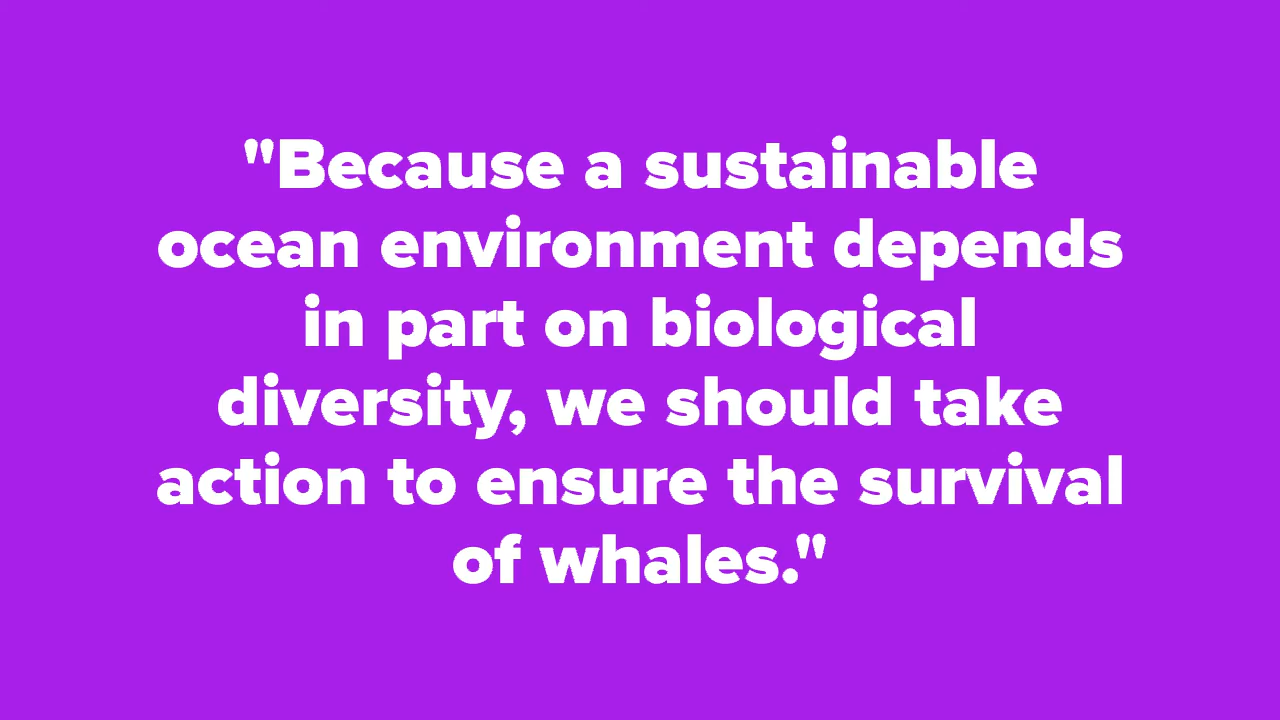 "Because a sustainable
ocean environment depends
in part on biological
diversity, we should take
action to ensure the survival
of whales."